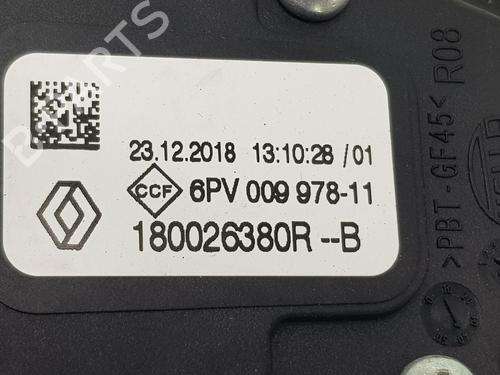 23.12.2018 13:10:28 /01
CCF 6PV 009 978-11
180026380R --B
>PBT-GF45< R08